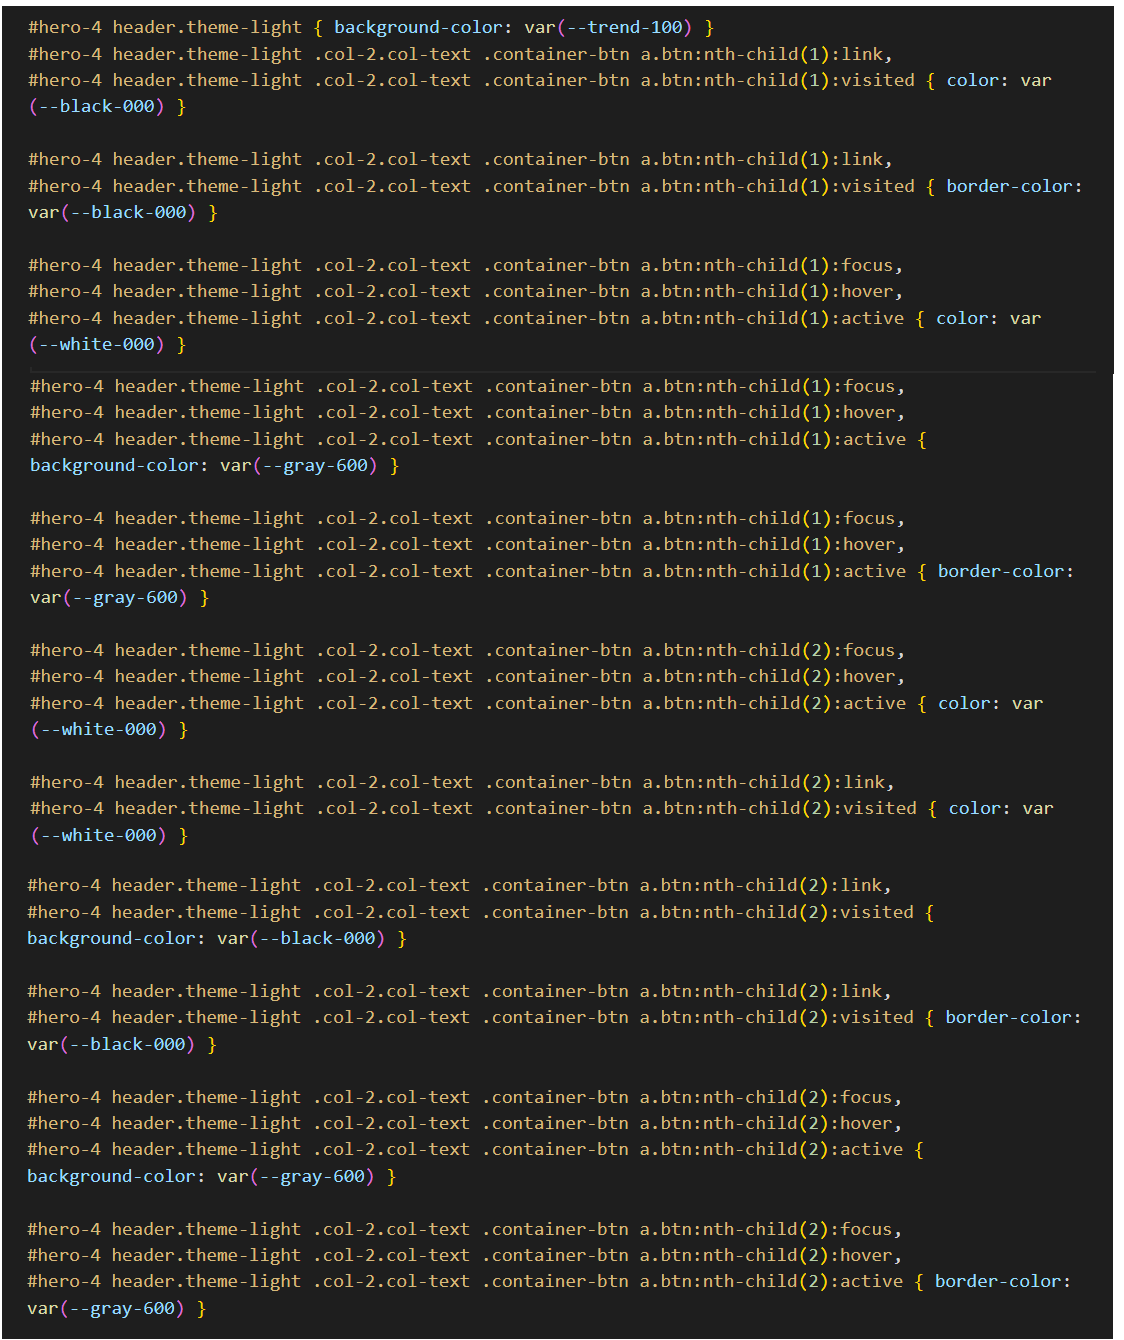 #hero-4 header.theme-light { background-color: var(--trend-100) }
#hero-4 header.theme-light .col-2.col-text .container-btn a.btn:nth-child(1):link,
#hero-4 header.theme-light .col-2.col-text .container-btn a.btn:nth-child(1):visited { color: var
(--black-000) }
#hero-4 header.theme-light .col-2.col-text .container-btn a.btn:nth-child(1):link,
#hero-4 header.theme-light .col-2.col-text .container-btn a.btn:nth-child(1):visited { border-color:
var(--black-000) }
#hero-4 header.theme-light .col-2.col-text .container-btn a.btn:nth-child(1):focus,
#hero-4 header.theme-light .col-2.col-text .container-btn a.btn:nth-child(1):hover,
#hero-4 header.theme-light .col-2.col-text .container-btn a.btn:nth-child(1):active { color: var
(--white-000) }
#hero-4 header.theme-light .col-2.col-text .container-btn a.btn:nth-child(1):focus,
#hero-4 header.theme-light .col-2.col-text .container-btn a.btn:nth-child(1):hover,
#hero-4 header.theme-light .col-2.col-text .container-btn a.btn:nth-child(1):active {
background-color: var(--gray-600) }
#hero-4 header.theme-light .col-2.col-text .container-btn a.btn:nth-child(1):focus,
#hero-4 header.theme-light .col-2.col-text .container-btn a.btn:nth-child(1):hover,
#hero-4 header.theme-light .col-2.col-text .container-btn a.btn:nth-child(1):active { border-color:
var(--gray-600) }
#hero-4 header.theme-light .col-2.col-text .container-btn a.btn:nth-child(2):focus,
#hero-4 header.theme-light .col-2.col-text .container-btn a.btn:nth-child(2):hover,
#hero-4 header.theme-light .col-2.col-text .container-btn a.btn:nth-child(2):active { color: var
(--white-000) }
#hero-4 header.theme-light .col-2.col-text .container-btn a.btn:nth-child(2):link,
#hero-4 header.theme-light .col-2.col-text .container-btn a.btn:nth-child(2):visited { color: var
(--white-000) }
#hero-4 header.theme-light .col-2.col-text .container-btn a.btn:nth-child(2):link,
#hero-4 header.theme-light .col-2.col-text .container-btn a.btn:nth-child(2):visited {
background-color: var(--black-000) }
#hero-4 header.theme-light .col-2.col-text .container-btn a.btn:nth-child(2):link,
#hero-4 header.theme-light .col-2.col-text .container-btn a.btn:nth-child(2):visited { border-color:
var(--black-000) }
#hero-4 header.theme-light .col-2.col-text .container-btn a.btn:nth-child(2):focus,
#hero-4 header.theme-light .col-2.col-text .container-btn a.btn:nth-child(2):hover,
#hero-4 header.theme-light .col-2.col-text .container-btn a.btn:nth-child(2):active {
background-color: var(--gray-600) }
#hero-4 header.theme-light .col-2.col-text .container-btn a.btn:nth-child(2):focus,
#hero-4 header.theme-light .col-2.col-text .container-btn a.btn:nth-child(2):hover,
#hero-4 header.theme-light .col-2.col-text .container-btn a.btn:nth-child(2):active { border-color:
var(--gray-600) }